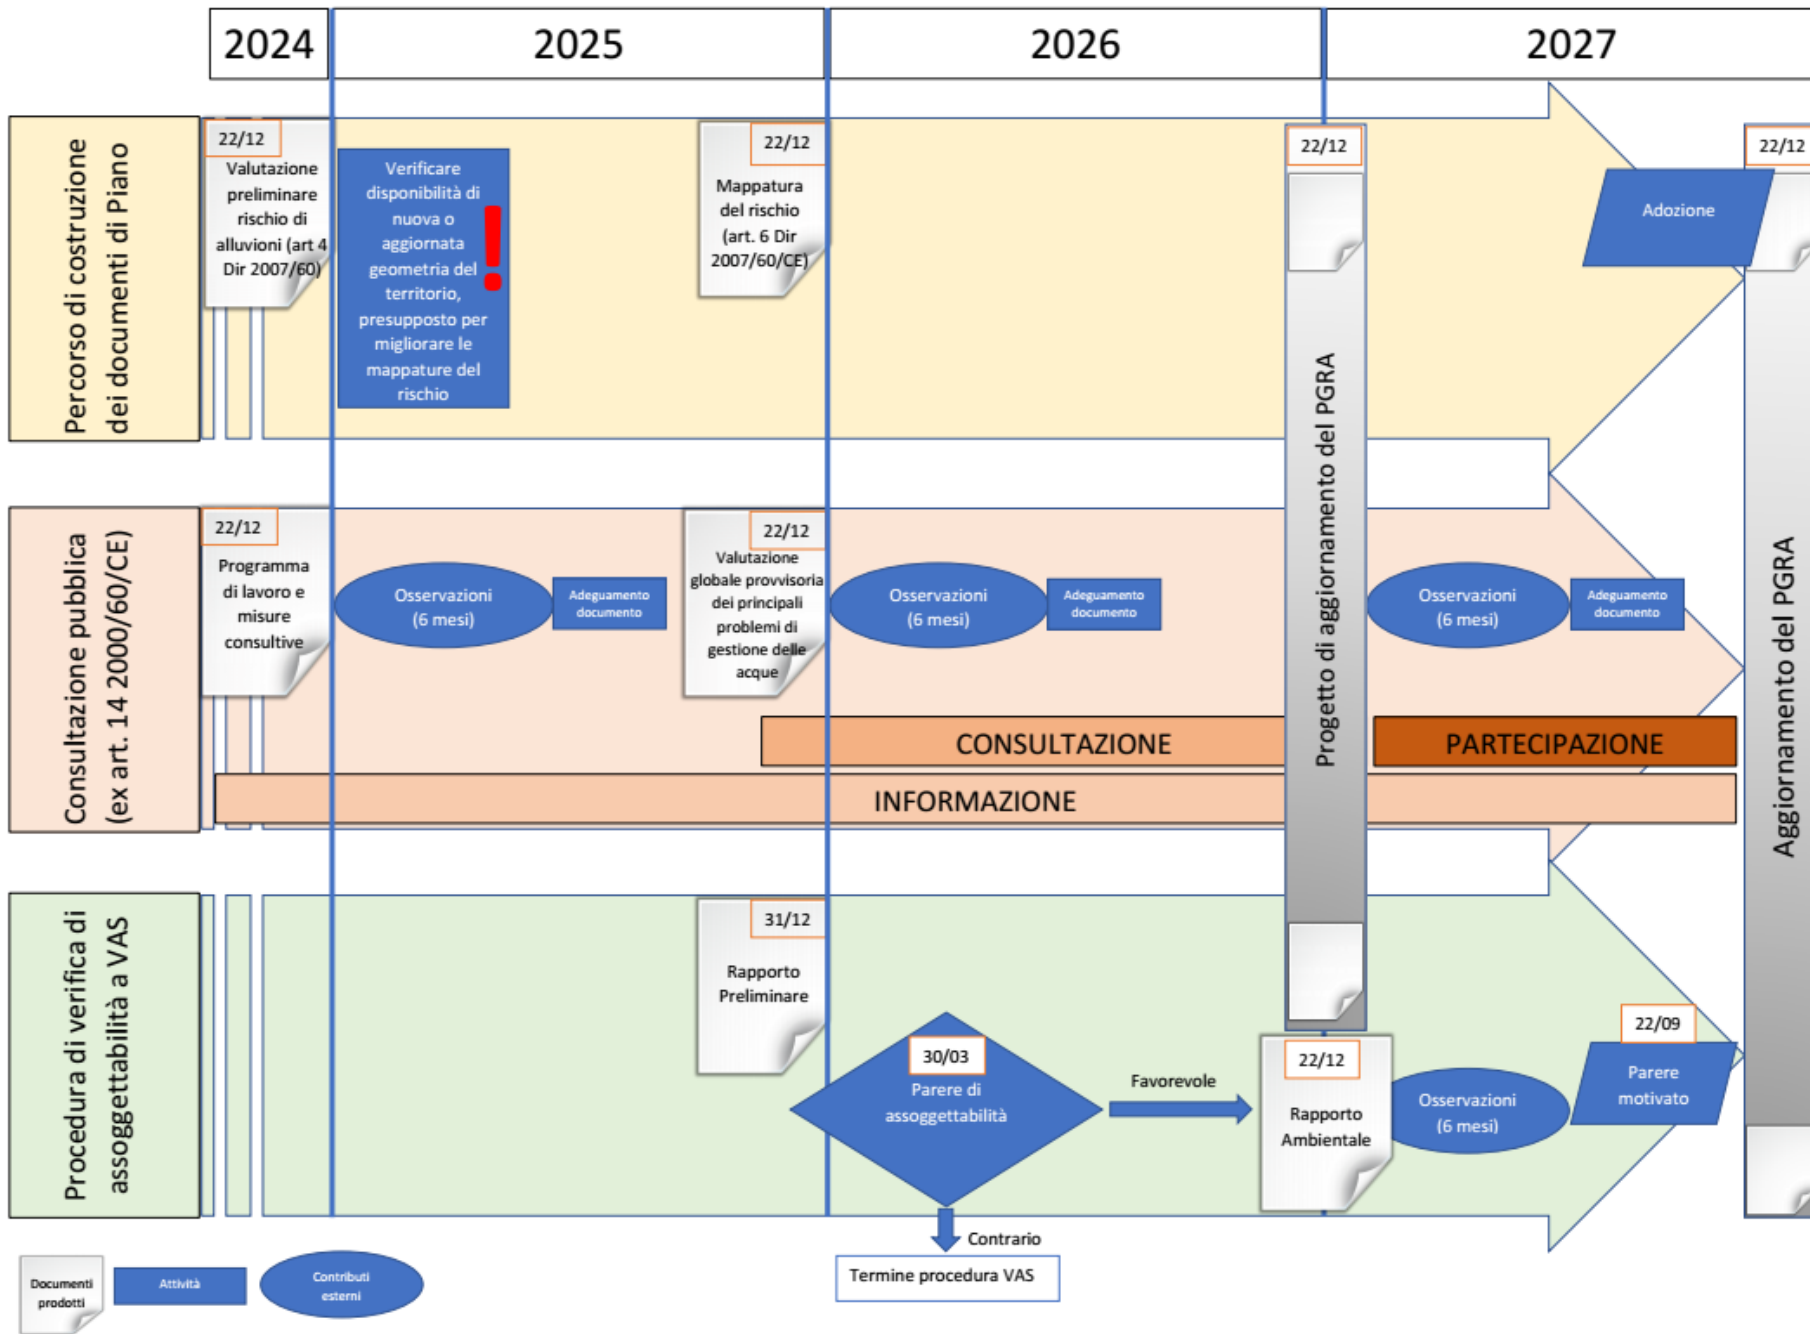 2024
2025
2026
2027
Percorso di costruzione
dei documenti di Piano
22/12
Valutazione
preliminare
rischio di
alluvioni (art 4
Dir 2007/60)
Verificare
disponibilità di
nuova o
aggiornata
geometria del
territorio,
presupposto per
migliorare le
mappature del
rischio
!
22/12
Mappatura
del rischio
(art. 6 Dir
2007/60/CE)
22/12
Progetto di aggiornamento del PGRA
Adozione
22/12
Aggiornamento del PGRA
Consultazione pubblica
(ex art. 14 2000/60/CE)
22/12
Programma
di lavoro e
misure
consultive
Osservazioni
(6 mesi)
Adeguamento
documento
22/12
Valutazione
globale provvisoria
dei principali
problemi di
gestione delle
acque
Osservazioni
(6 mesi)
Adeguamento
documento
Osservazioni
(6 mesi)
Adeguamento
documento
CONSULTAZIONE
PARTECIPAZIONE
INFORMAZIONE
Procedura di verifica di
assoggettabilità a VAS
31/12
Rapporto
Preliminare
30/03
Parere di
assoggettabilità
Favorevole
22/12
Rapporto
Ambientale
Osservazioni
(6 mesi)
22/09
Parere
motivato
Contrario
Termine procedura VAS
Documenti
prodotti
Attività
Contributi
esterni